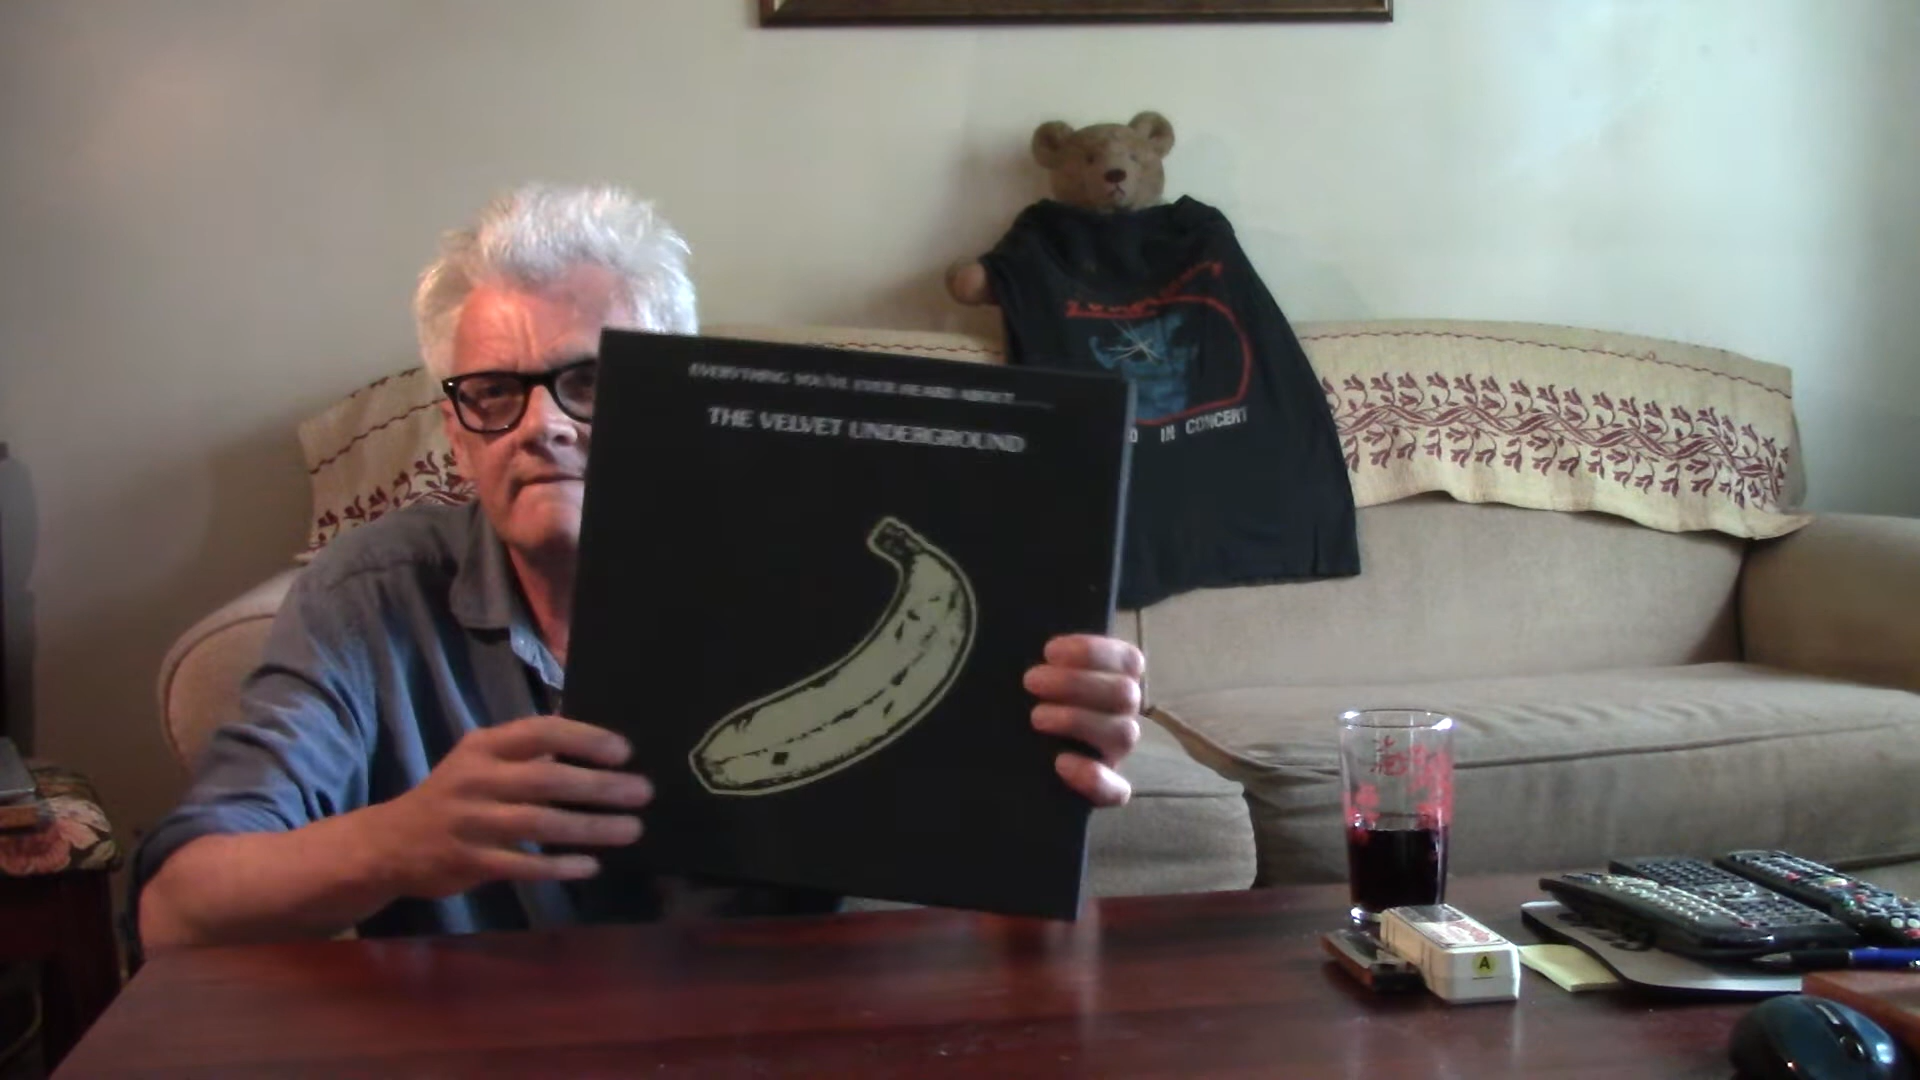 EVERYTHING YOU'VE EVER HEARD ABOUT......
THE VELVET UNDERGROUND
IN CONCERT
A